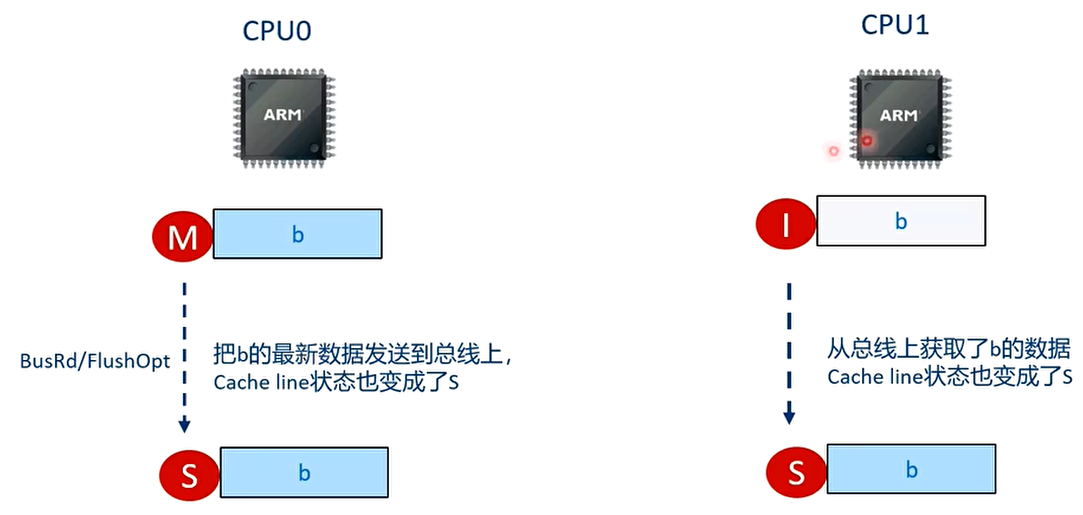 CPU0
CPU1
ARM
ARM
M
b
I
b
BusRd/FlushOpt
把b的最新数据发送到总线上，
Cache line状态也变成了S
从总线上获取了b的数据
Cache line状态也变成了S
S
b
S
b